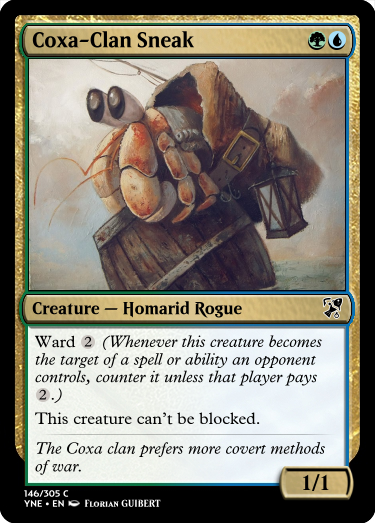 Coxa-Clan Sneak
Creature — Homarid Rogue
Ward 2 (Whenever this creature becomes
the target of a spell or ability an opponent
controls, counter it unless that player pays
2.)
This creature can't be blocked.
The Coxa clan prefers more covert methods
of war.
1/1
146/305 C
YNE • EN Florian GUIBERT